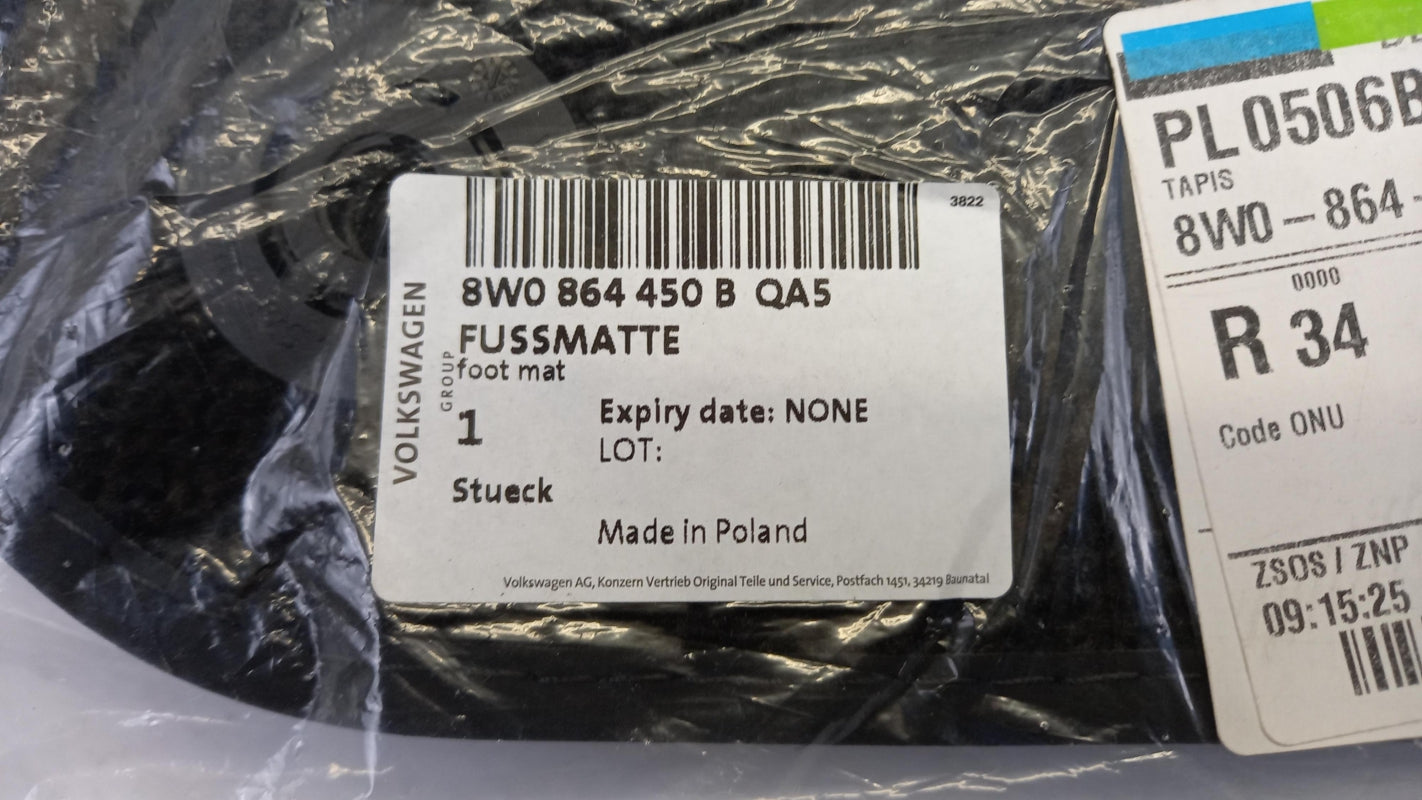 3822
8W0 864 450 B QA5
FUSSMATTE
foot mat
VOLKSWAGEN
GROUP
1
Expiry date: NONE
LOT:
Stueck
Made in Poland
Volkswagen AG, Konzern Vertrieb Original Teile und Service, Postfach 1451, 34219 Baunatal
PL0506B
TAPIS
8W0-864-
0000
R 34
Code ONU
ZSOS / ZNP
09:15:25